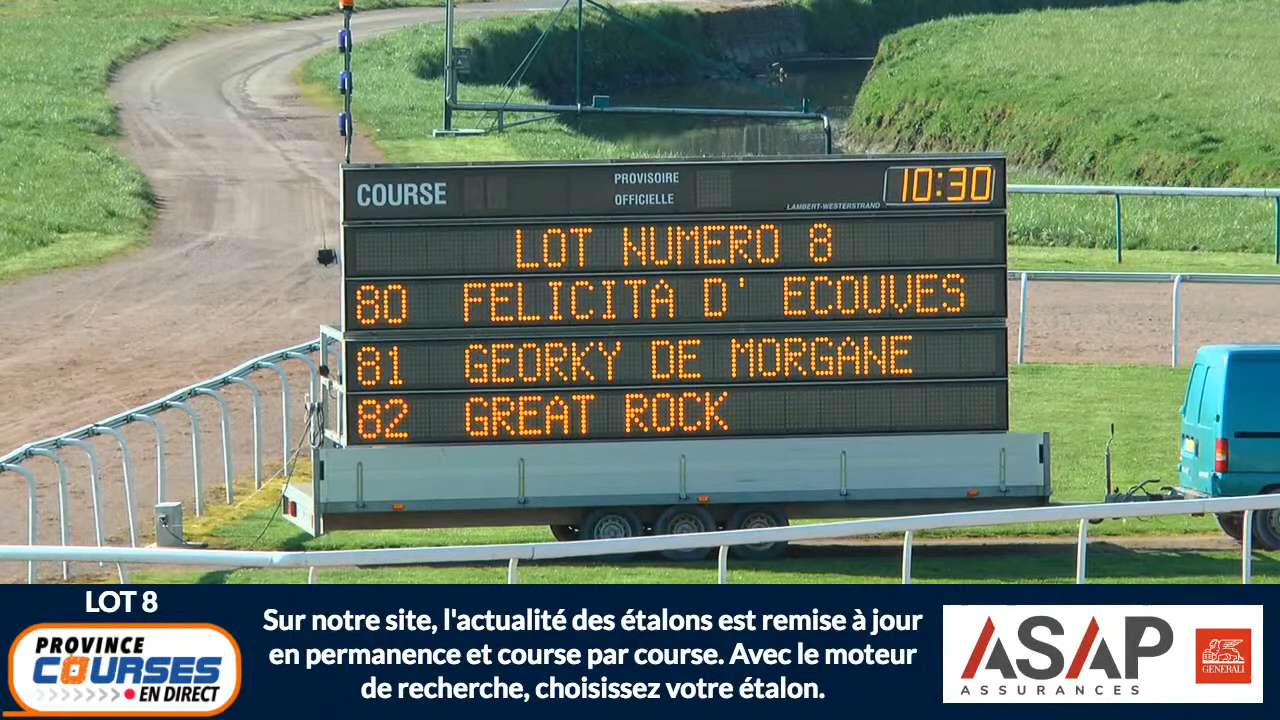 COURSE
PROVISOIRE
OFFICIELLE
LAMBERT-WESTERSTRAND
10:30
LOT NUMERO 8
80 FELICITA D' ECOUVES
81 GEORKY DE MORGANE
82 GREAT ROCK
LOT 8
PROVINCE
COURSES
EN DIRECT
Sur notre site, l'actualité des étalons est remise à jour
en permanence et course par course. Avec le moteur
de recherche, choisissez votre étalon.
ASAP
ASSURANCES
GENERALI